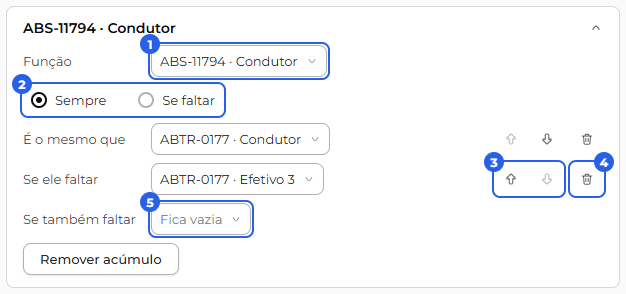 ABS-11794 · Condutor
1
Função ABS-11794 · Condutor
2
Sempre Se faltar
É o mesmo que ABTR-0177 · Condutor
3 4
Se ele faltar ABTR-0177 · Efetivo 3
5
Se também faltar Fica vazia
Remover acúmulo